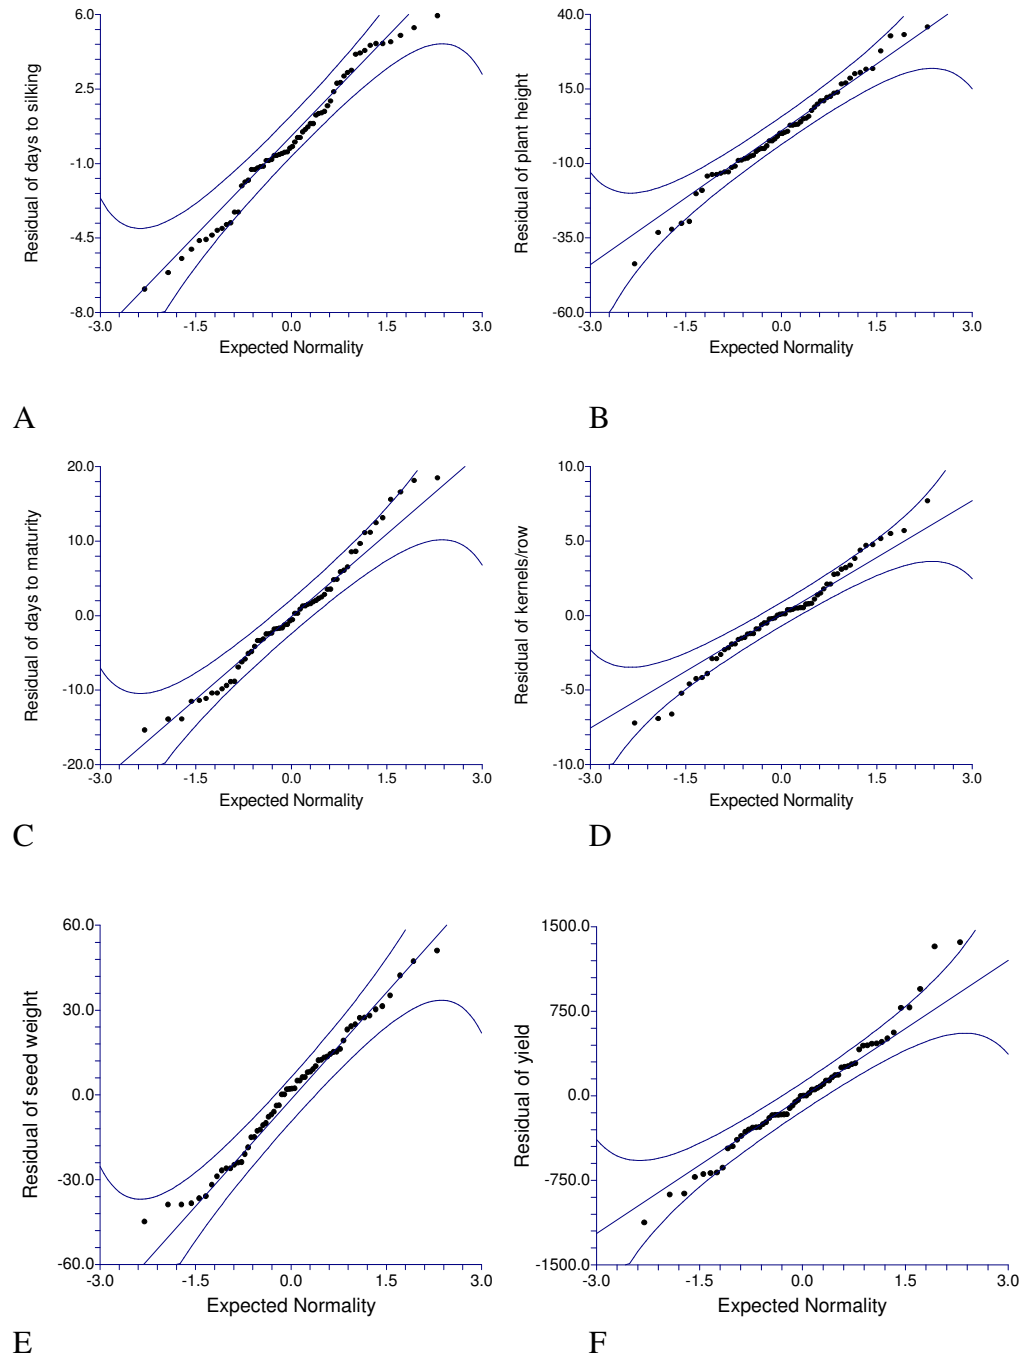 6.0
2.5
-1.0
-4.5
-8.0
-3.0 -1.5 0.0 1.5 3.0
Residual of days to silking
Expected Normality
A
40.0
15.0
-10.0
-35.0
-60.0
-3.0 -1.5 0.0 1.5 3.0
Residual of plant height
Expected Normality
B
20.0
10.0
0.0
-10.0
-20.0
-3.0 -1.5 0.0 1.5 3.0
Residual of days to maturity
Expected Normality
C
10.0
5.0
0.0
-5.0
-10.0
-3.0 -1.5 0.0 1.5 3.0
Residual of kernels/row
Expected Normality
D
60.0
30.0
0.0
-30.0
-60.0
-3.0 -1.5 0.0 1.5 3.0
Residual of seed weight
Expected Normality
E
1500.0
750.0
0.0
-750.0
-1500.0
-3.0 -1.5 0.0 1.5 3.0
Residual of yield
Expected Normality
F